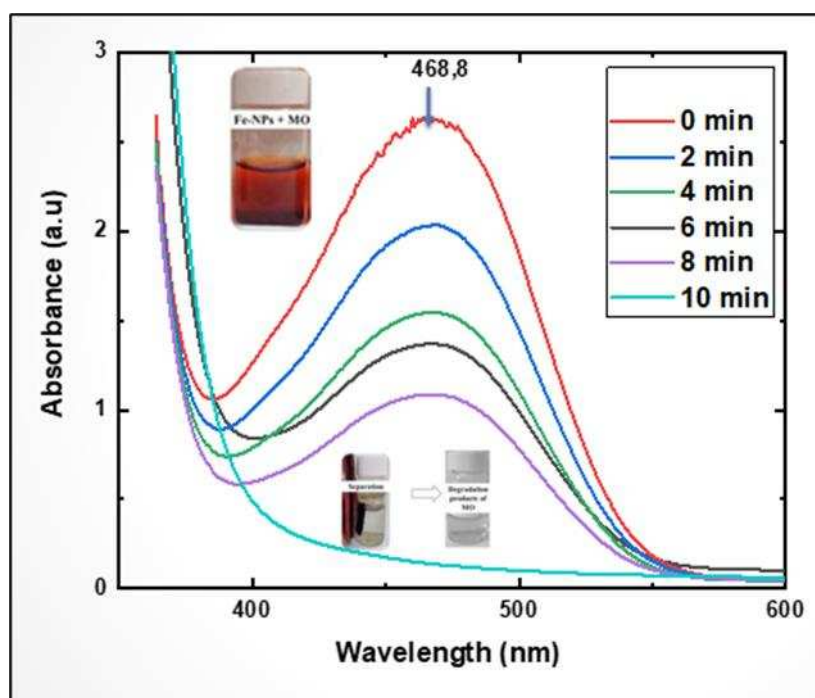 3
468,8
Fe-NPs + MO
0 min
2 min
4 min
6 min
8 min
10 min
2
Absorbance (a.u)
1
Separation
Degradation
products of
MO
0
400
500
600
Wavelength (nm)